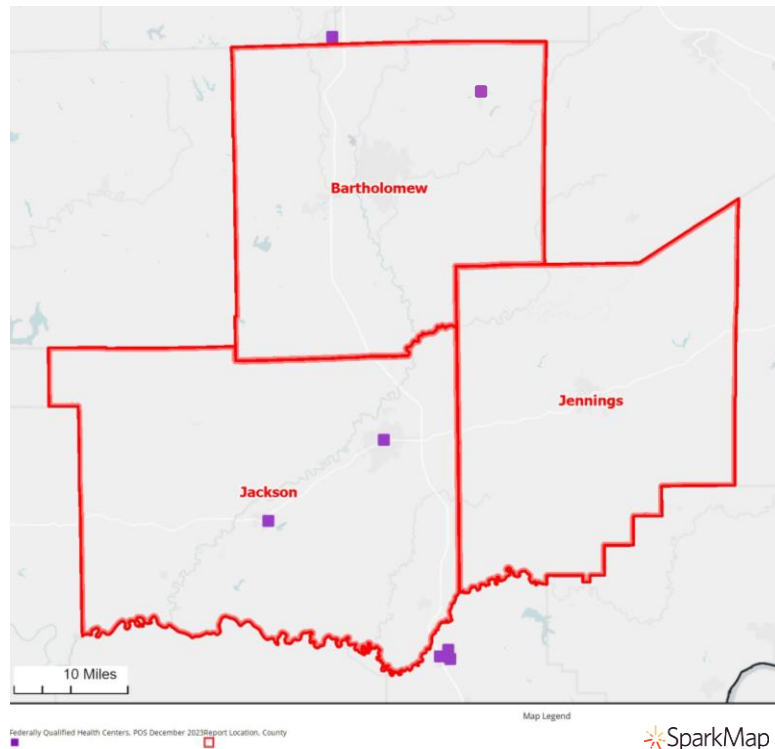 Bartholomew
Jennings
Jackson
10 Miles
Map Legend
Federally Qualified Health Centers, POS December 2023
Report Location, County
SparkMap